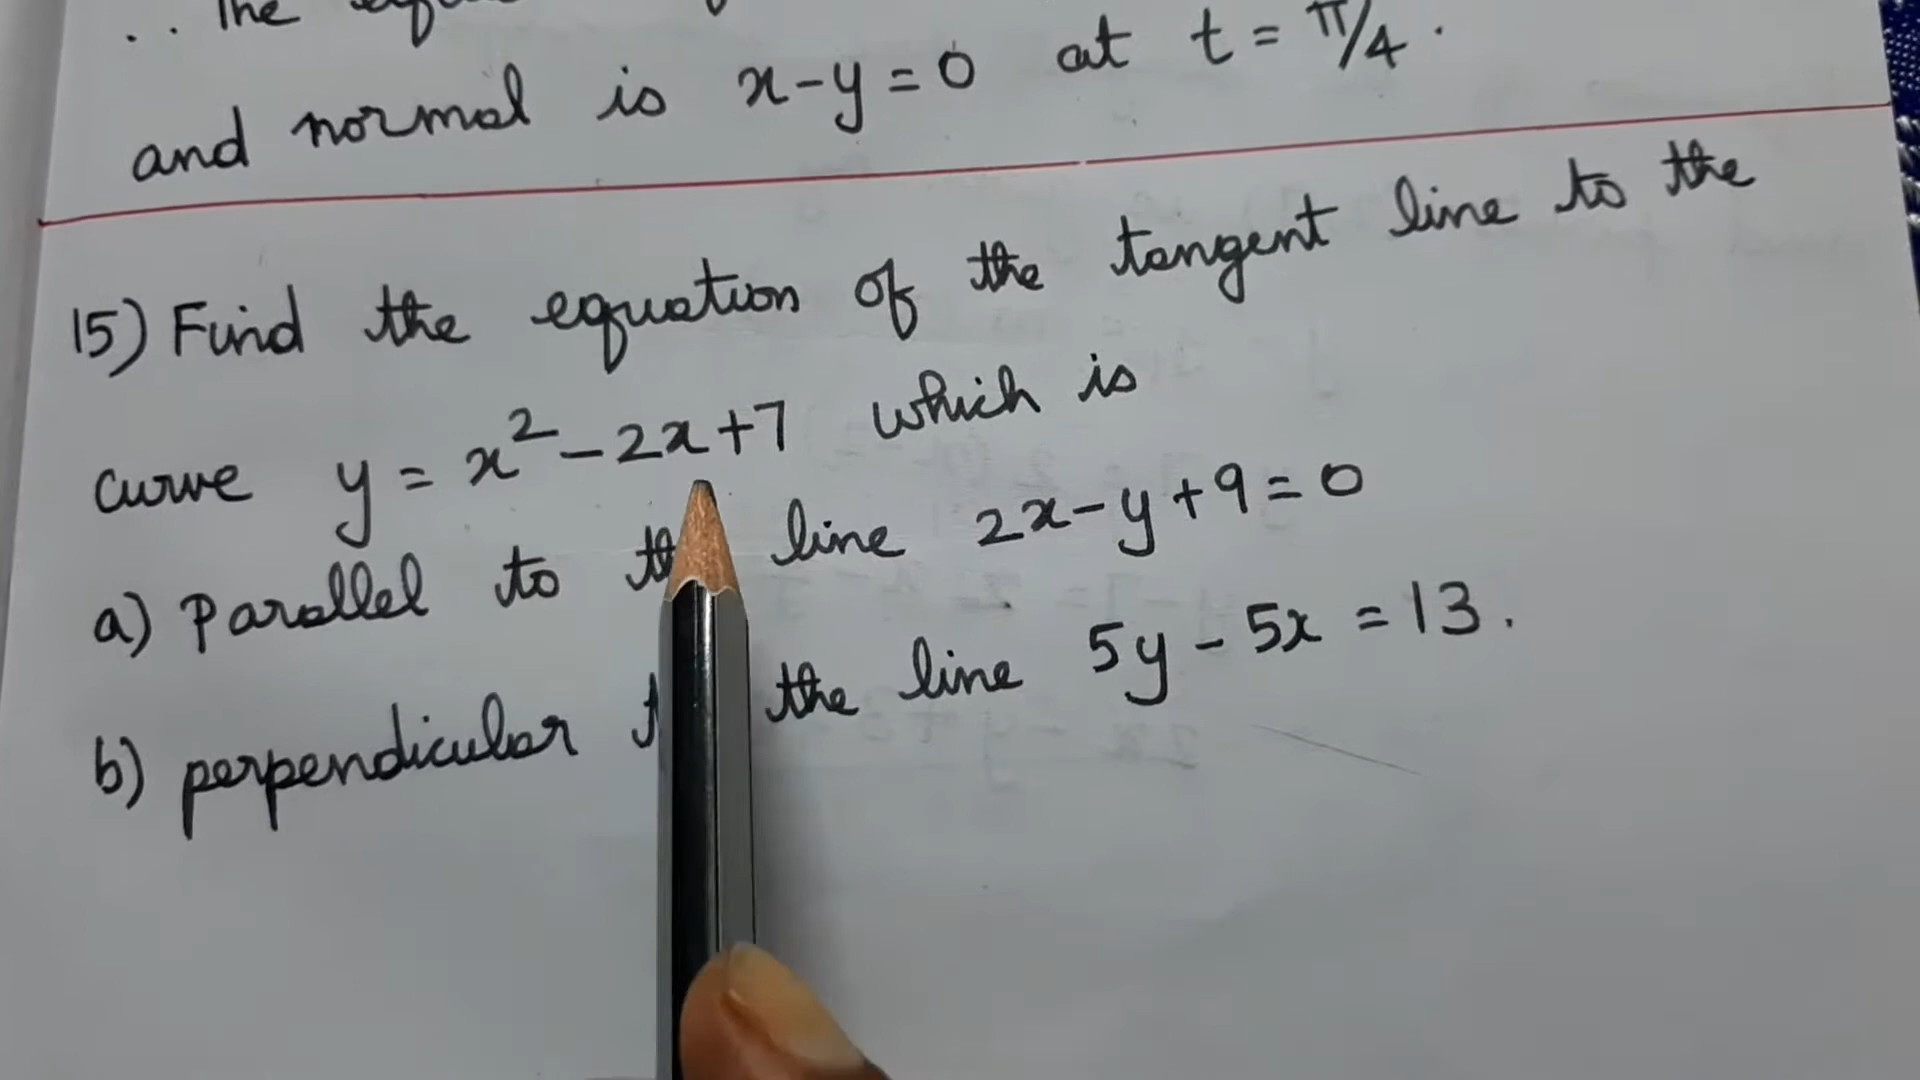 .. The
and normal is x-y=0 at t = π/4.
15) Find the equation of the tangent line to the
curve y = x² - 2x + 7 which is
a) Parallel to line 2x - y + 9 = 0
b) perpendicular the line 5y - 5x = 13.